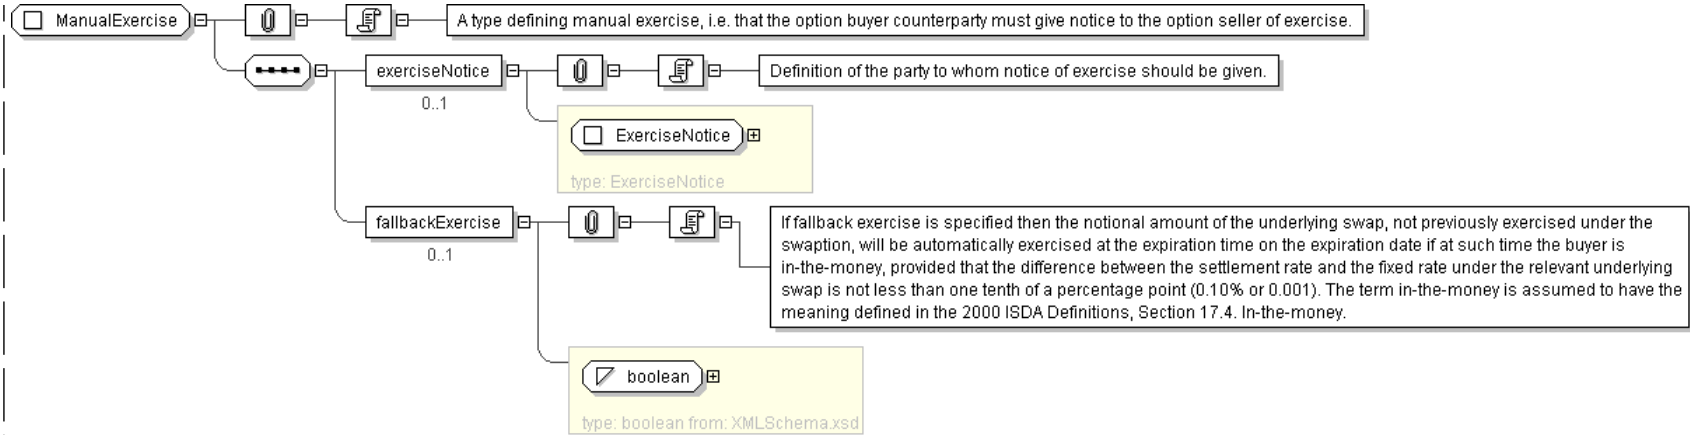 ManualExercise
A type defining manual exercise, i.e. that the option buyer counterparty must give notice to the option seller of exercise.
exerciseNotice
Definition of the party to whom notice of exercise should be given.
0..1
ExerciseNotice
type: ExerciseNotice
fallbackExercise
0..1
If fallback exercise is specified then the notional amount of the underlying swap, not previously exercised under the
swaption, will be automatically exercised at the expiration time on the expiration date if at such time the buyer is
in-the-money, provided that the difference between the settlement rate and the fixed rate under the relevant underlying
swap is not less than one tenth of a percentage point (0.10% or 0.001). The term in-the-money is assumed to have the
meaning defined in the 2000 ISDA Definitions, Section 17.4. In-the-money.
boolean
type: boolean from: XMLSchema.xsd